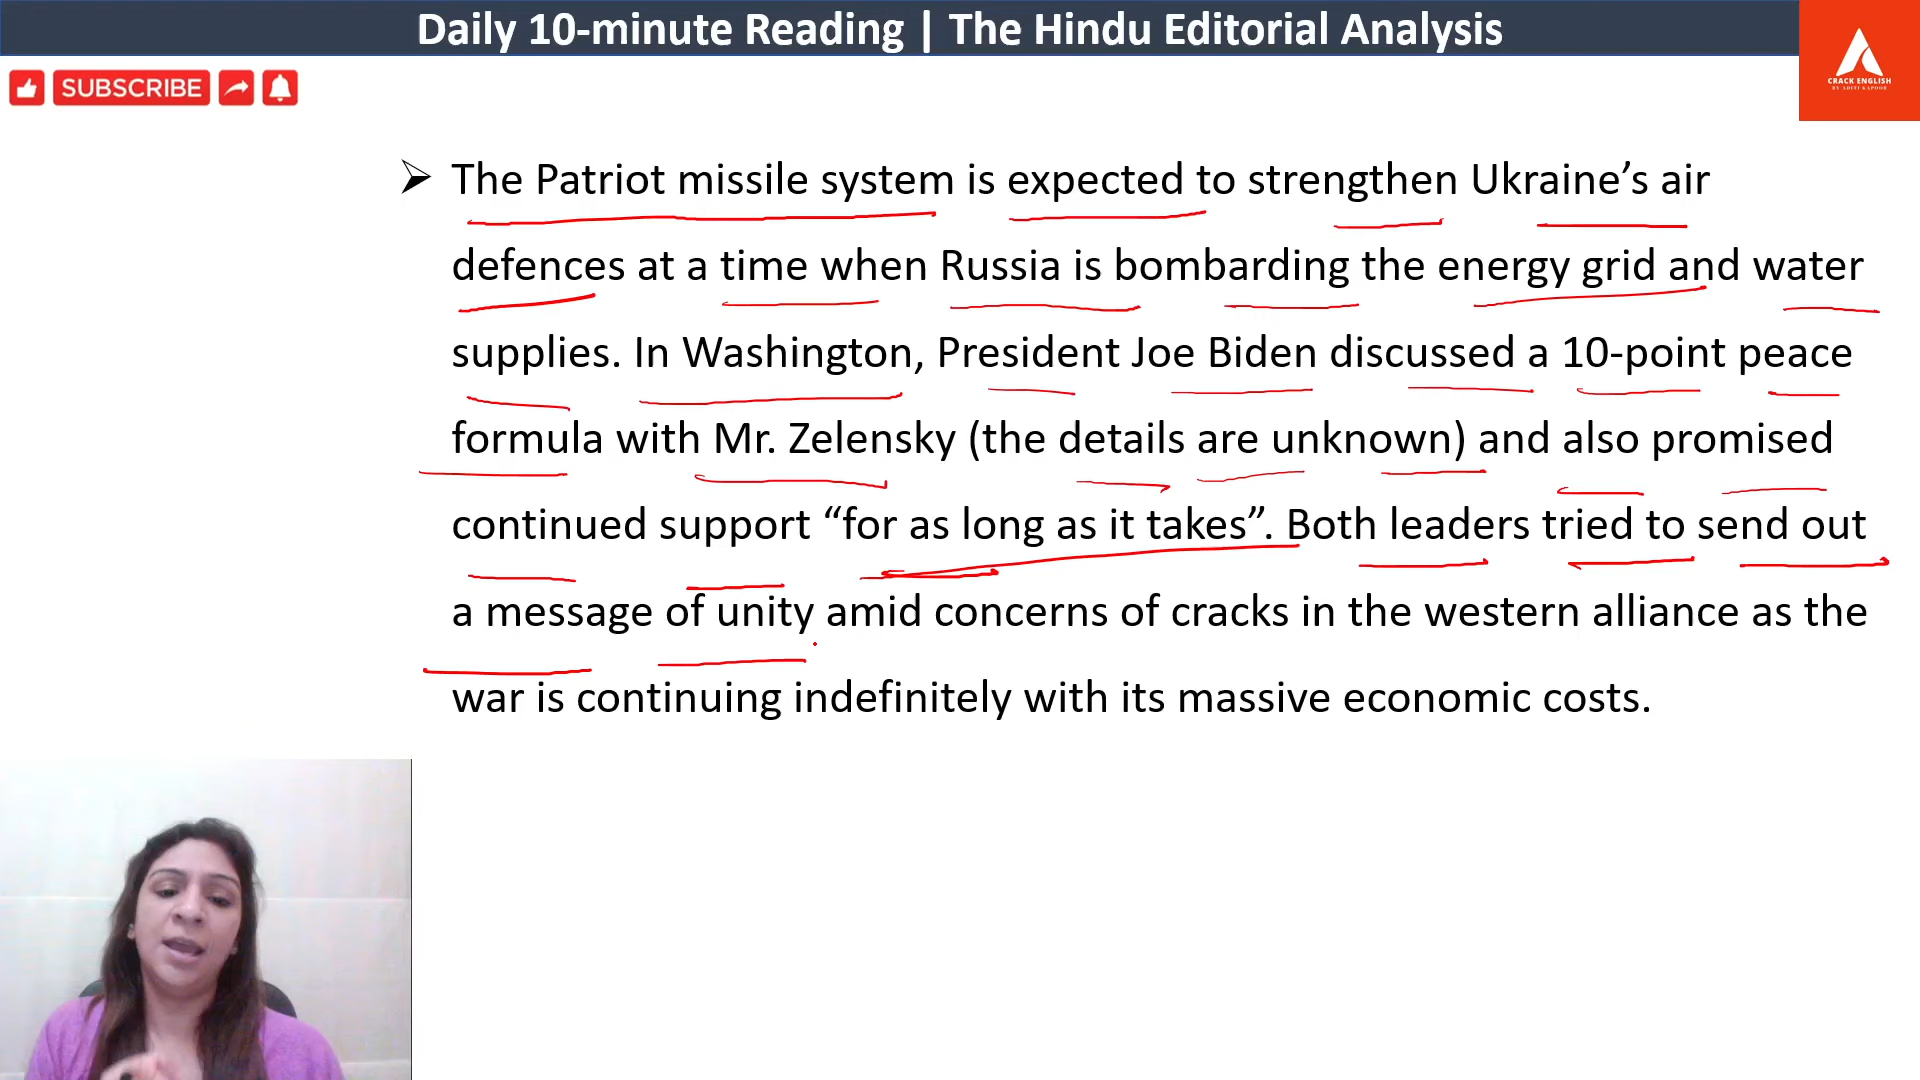 Daily 10-minute Reading | The Hindu Editorial Analysis
SUBSCRIBE
CRACK ENGLISH
BY ADITI KAPOOR
➢ The Patriot missile system is expected to strengthen Ukraine’s air
defences at a time when Russia is bombarding the energy grid and water
supplies. In Washington, President Joe Biden discussed a 10-point peace
formula with Mr. Zelensky (the details are unknown) and also promised
continued support “for as long as it takes”. Both leaders tried to send out
a message of unity amid concerns of cracks in the western alliance as the
war is continuing indefinitely with its massive economic costs.